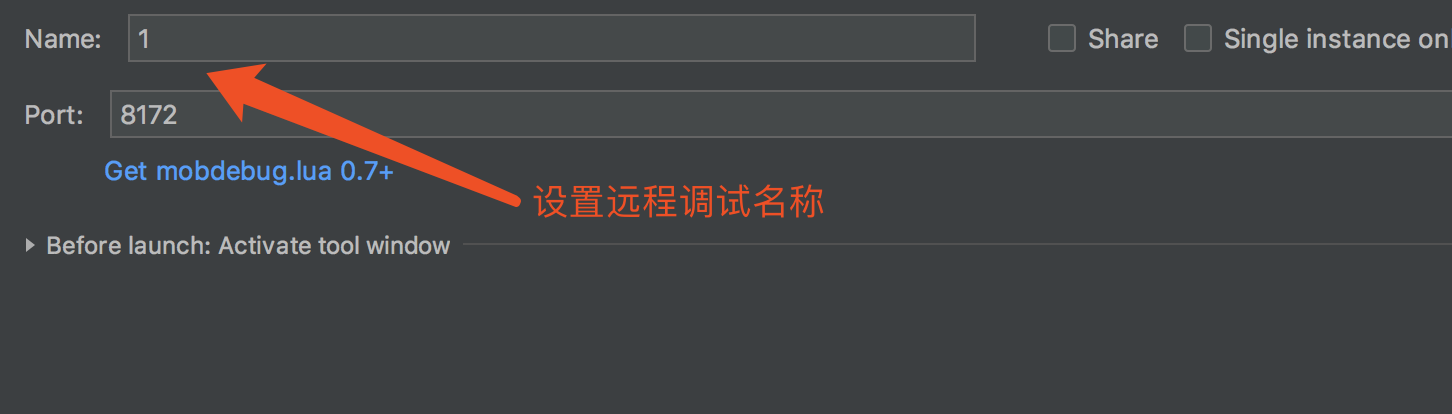 Name: 1 Share Single instance on
Port: 8172
Get mobdebug.lua 0.7+
设置远程调试名称
Before launch: Activate tool window